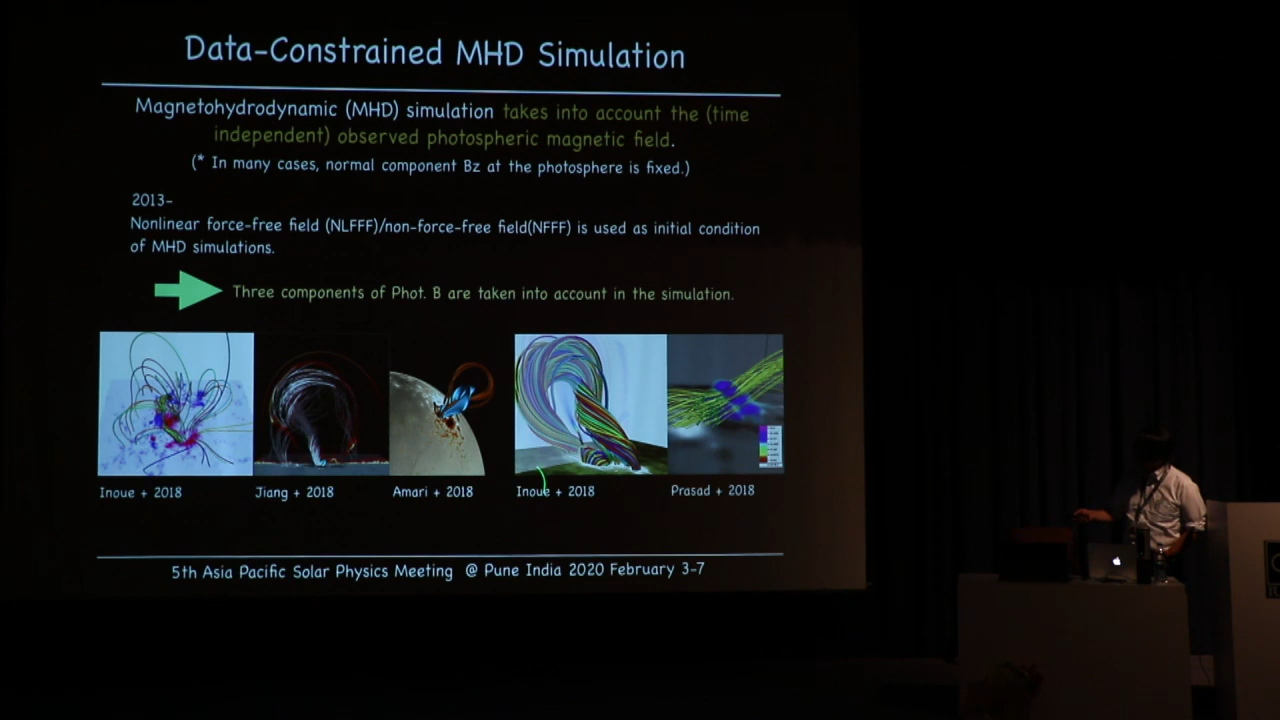 Data-Constrained MHD Simulation
Magnetohydrodynamic (MHD) simulation takes into account the (time
independent) observed photospheric magnetic field.
(* In many cases, normal component Bz at the photosphere is fixed.)
2013-
Nonlinear force-free field (NLFFF)/non-force-free field(NFFF) is used as initial condition
of MHD simulations.
Three components of Phot. B are taken into account in the simulation.
Inoue + 2018
Jiang + 2018
Amari + 2018
Inoue + 2018
Prasad + 2018
5th Asia Pacific Solar Physics Meeting @ Pune India 2020 February 3-7